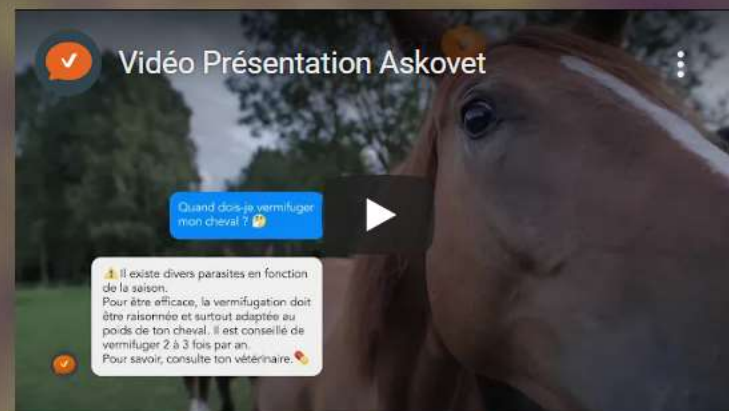 Vidéo Présentation Askovet
Quand dois-je vermifuger
mon cheval ? 🤔
⚠️ Il existe divers parasites en fonction
de la saison.
Pour être efficace, la vermifugation doit
être raisonnée et surtout adaptée au
poids de ton cheval. Il est conseillé de
vermifuger 2 à 3 fois par an.
Pour savoir, consulte ton vétérinaire.💊